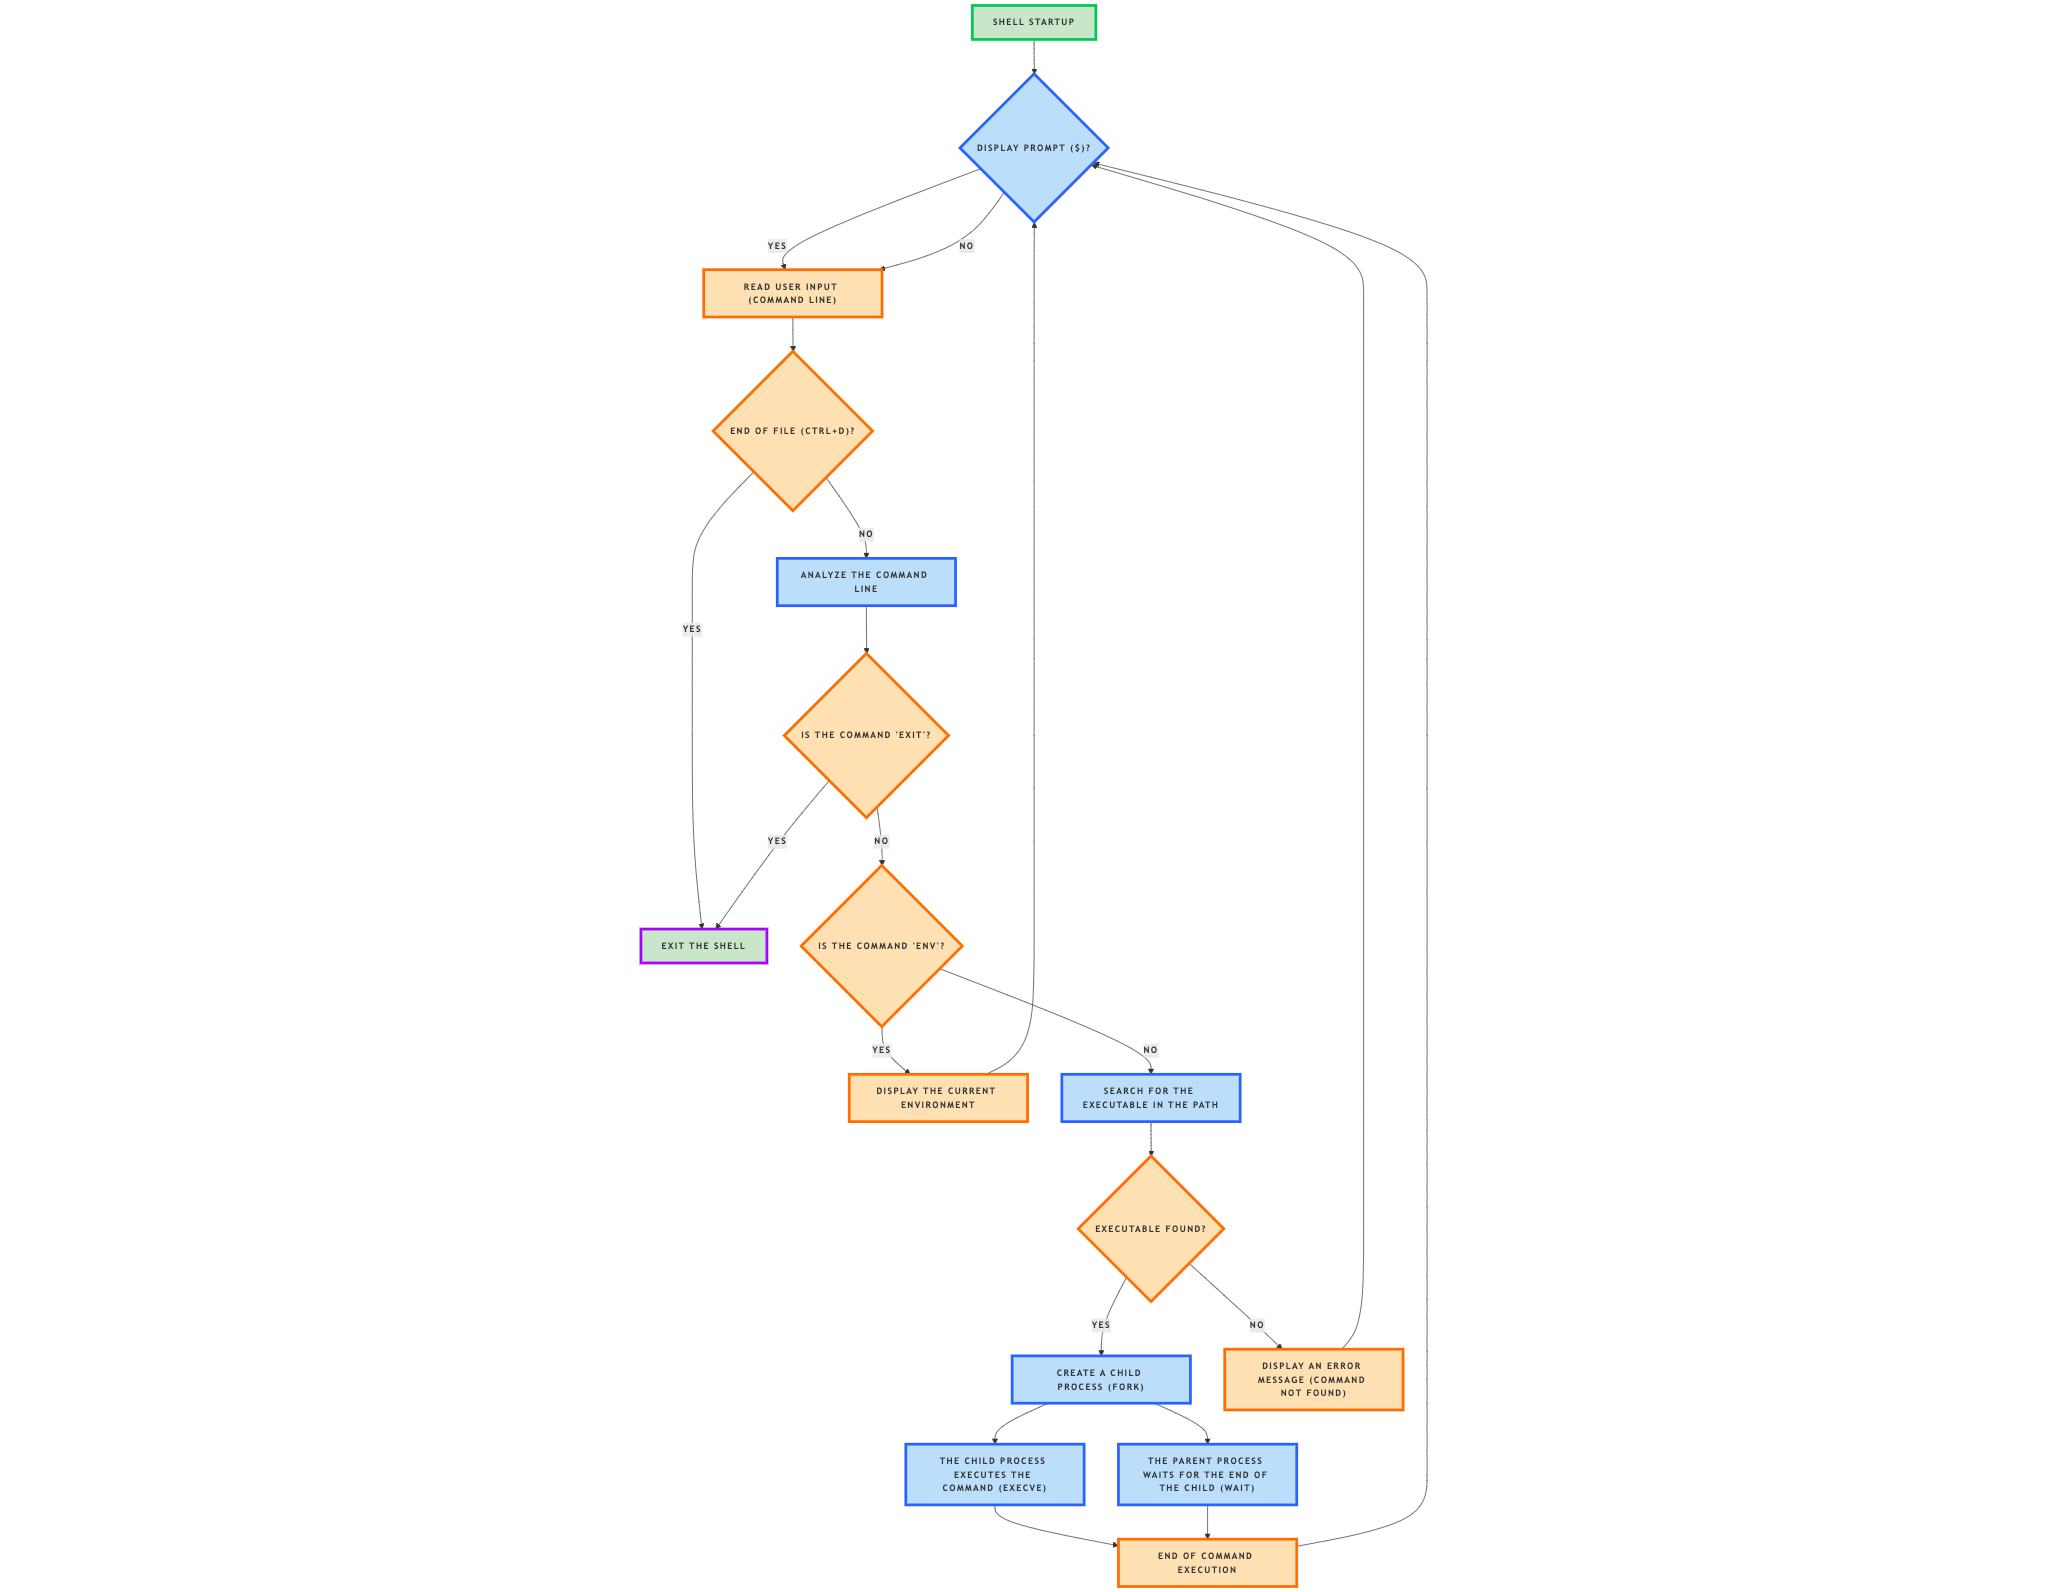 SHELL STARTUP
DISPLAY PROMPT ($)?
YES
NO
READ USER INPUT
(COMMAND LINE)
END OF FILE (CTRL+D)?
NO
ANALYZE THE COMMAND
LINE
YES
IS THE COMMAND 'EXIT'?
YES
NO
EXIT THE SHELL
IS THE COMMAND 'ENV'?
YES
NO
DISPLAY THE CURRENT
ENVIRONMENT
SEARCH FOR THE
EXECUTABLE IN THE PATH
EXECUTABLE FOUND?
YES
NO
CREATE A CHILD
PROCESS (FORK)
DISPLAY AN ERROR
MESSAGE (COMMAND
NOT FOUND)
THE CHILD PROCESS
EXECUTES THE
COMMAND (EXECVE)
THE PARENT PROCESS
WAITS FOR THE END OF
THE CHILD (WAIT)
END OF COMMAND
EXECUTION